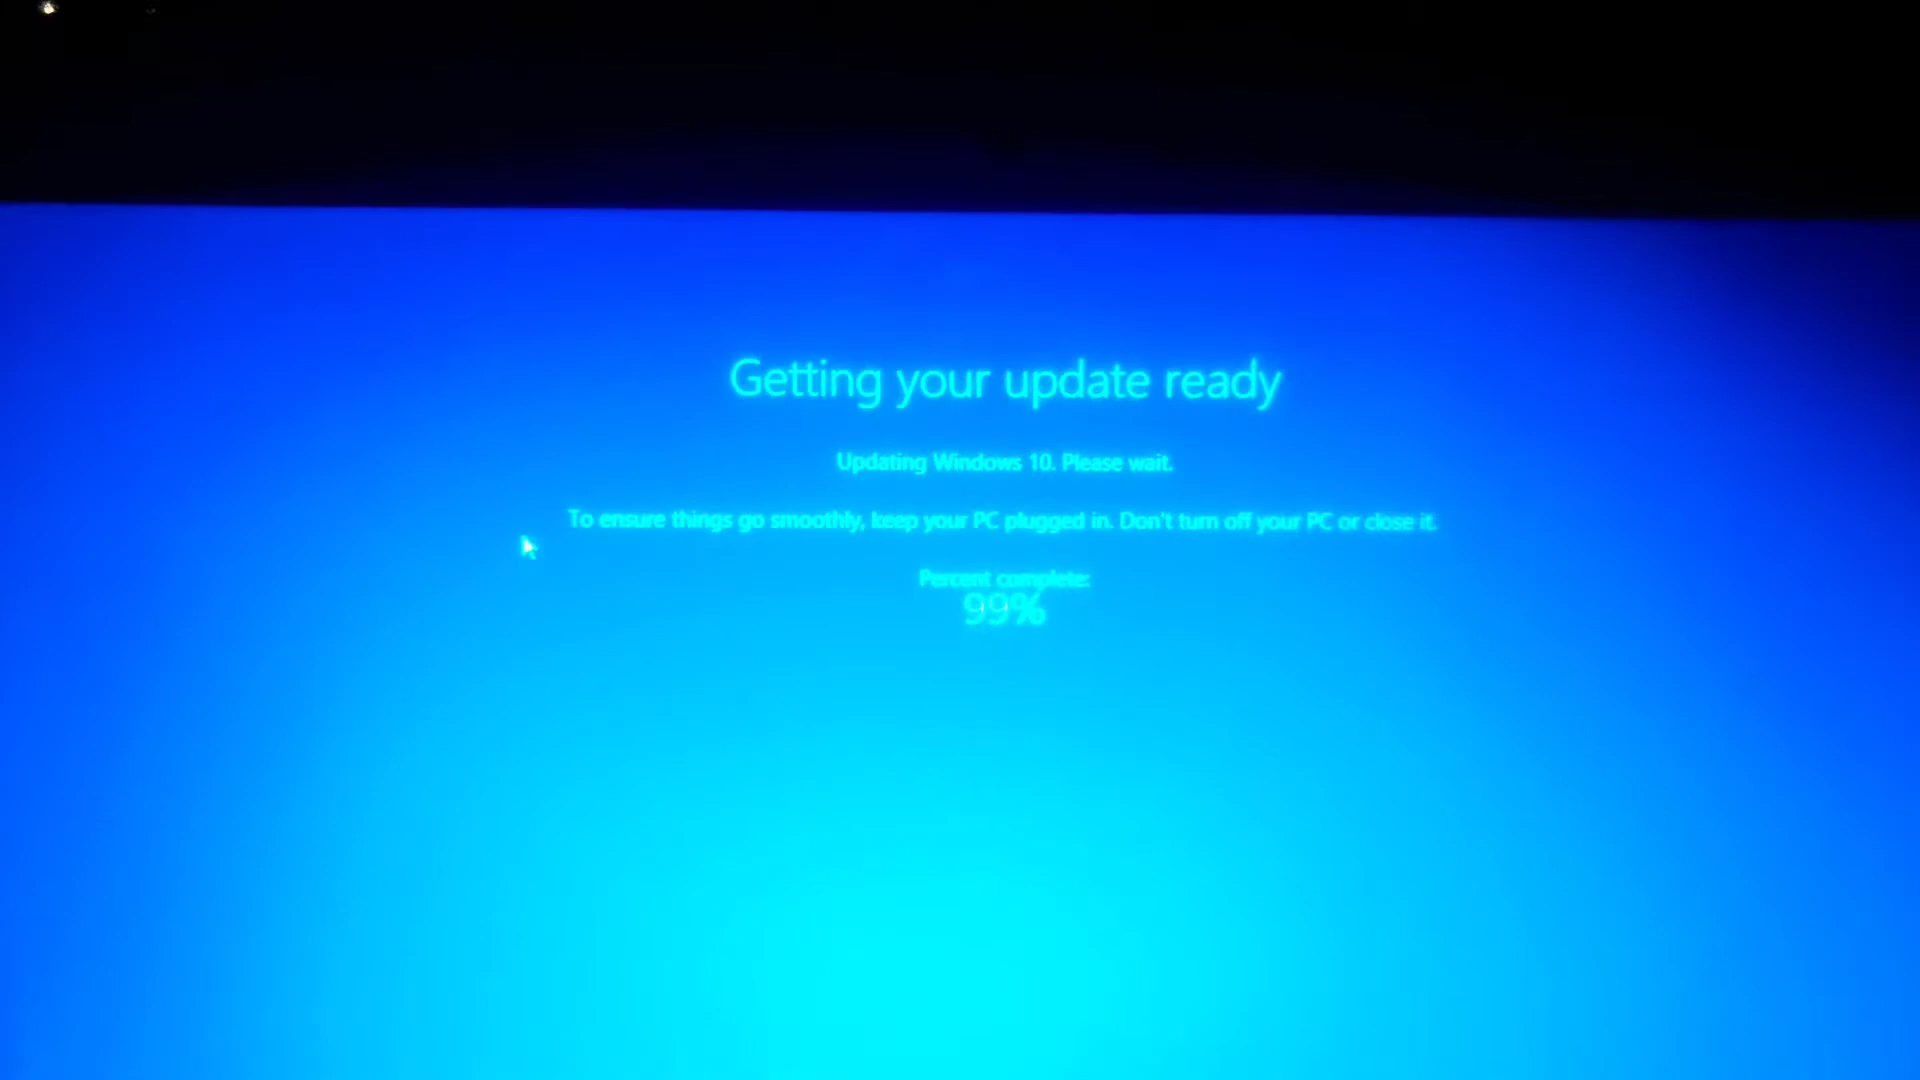 Getting your update ready
Updating Windows 10. Please wait.
To ensure things go smoothly, keep your PC plugged in. Don't turn off your PC or close it.
Percent complete:
99%